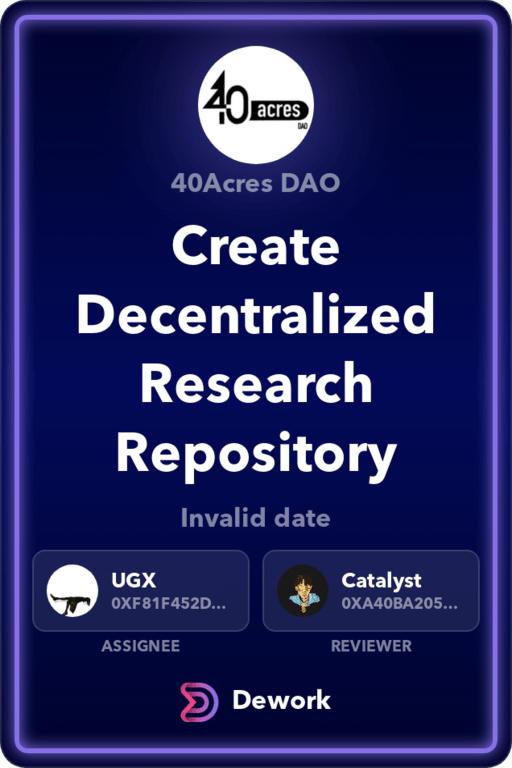 40 acres
DAO
40Acres DAO
Create
Decentralized
Research
Repository
Invalid date
UGX
0XF81F452D...
ASSIGNEE
Catalyst
0XA40BA205...
REVIEWER
Dework